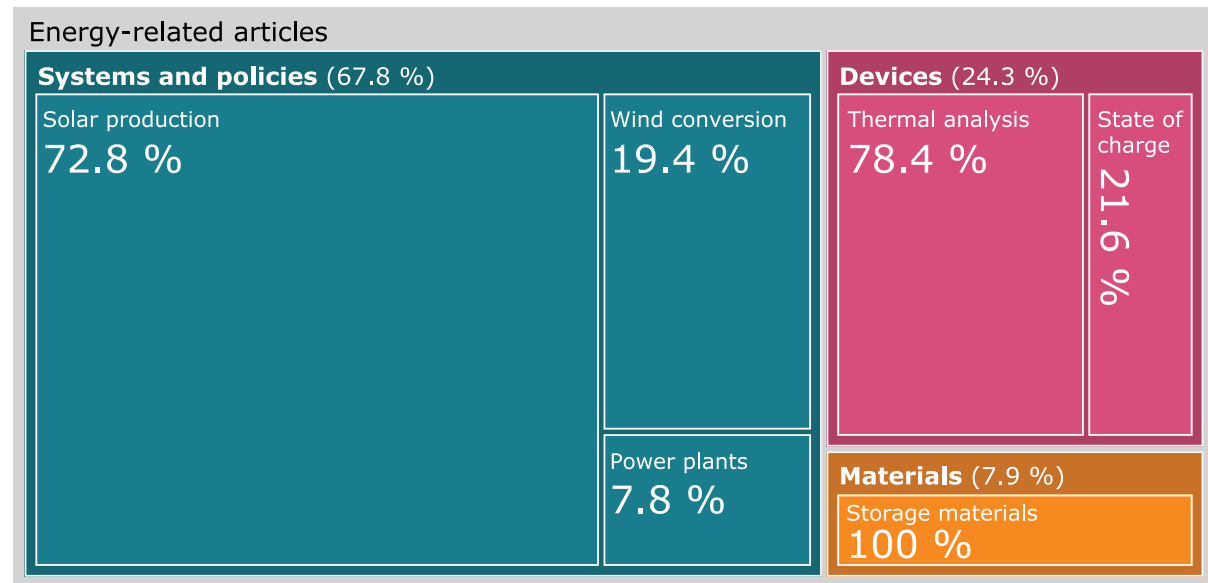 Energy-related articles
Systems and policies (67.8 %)
Solar production
72.8 %
Wind conversion
19.4 %
Power plants
7.8 %
Devices (24.3 %)
Thermal analysis
78.4 %
State of
charge
21.6 %
Materials (7.9 %)
Storage materials
100 %